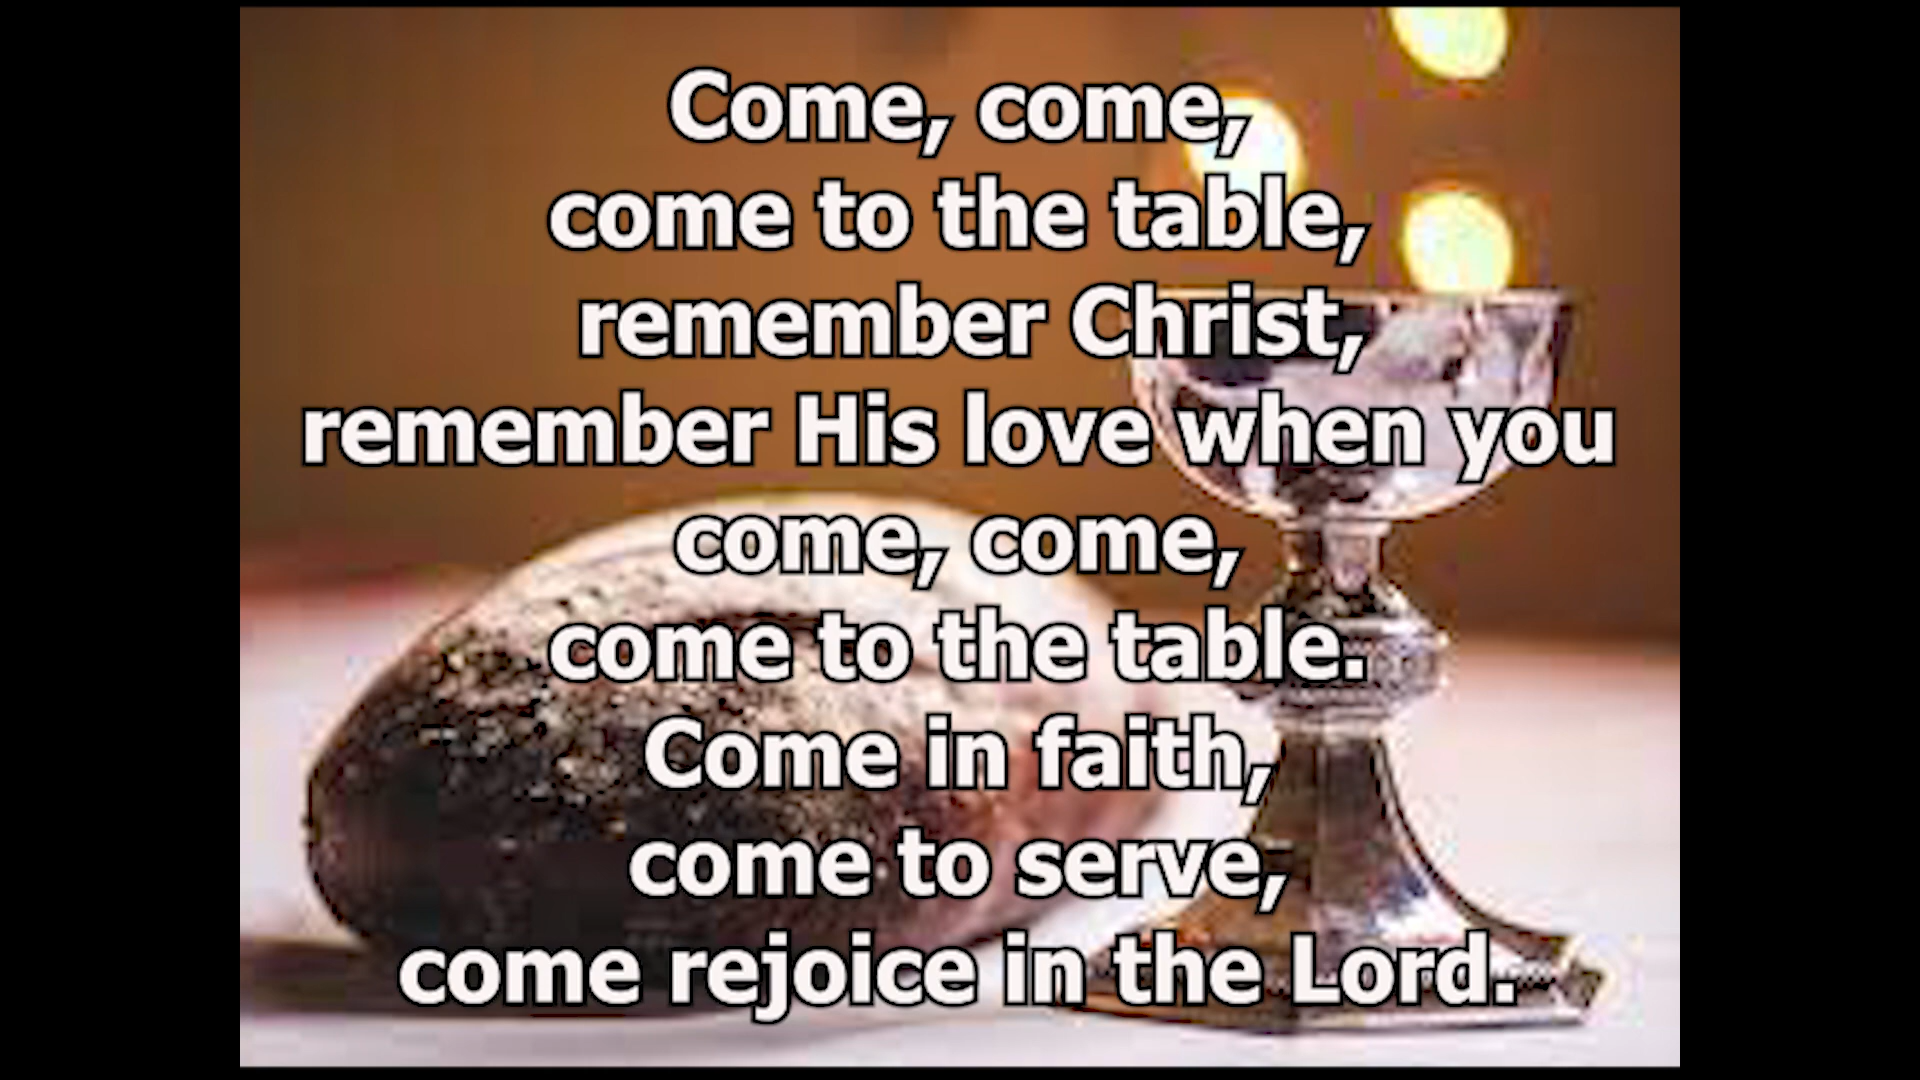 Come, come,
come to the table,
remember Christ,
remember His love when you
come, come,
come to the table.
Come in faith,
come to serve,
come rejoice in the Lord.